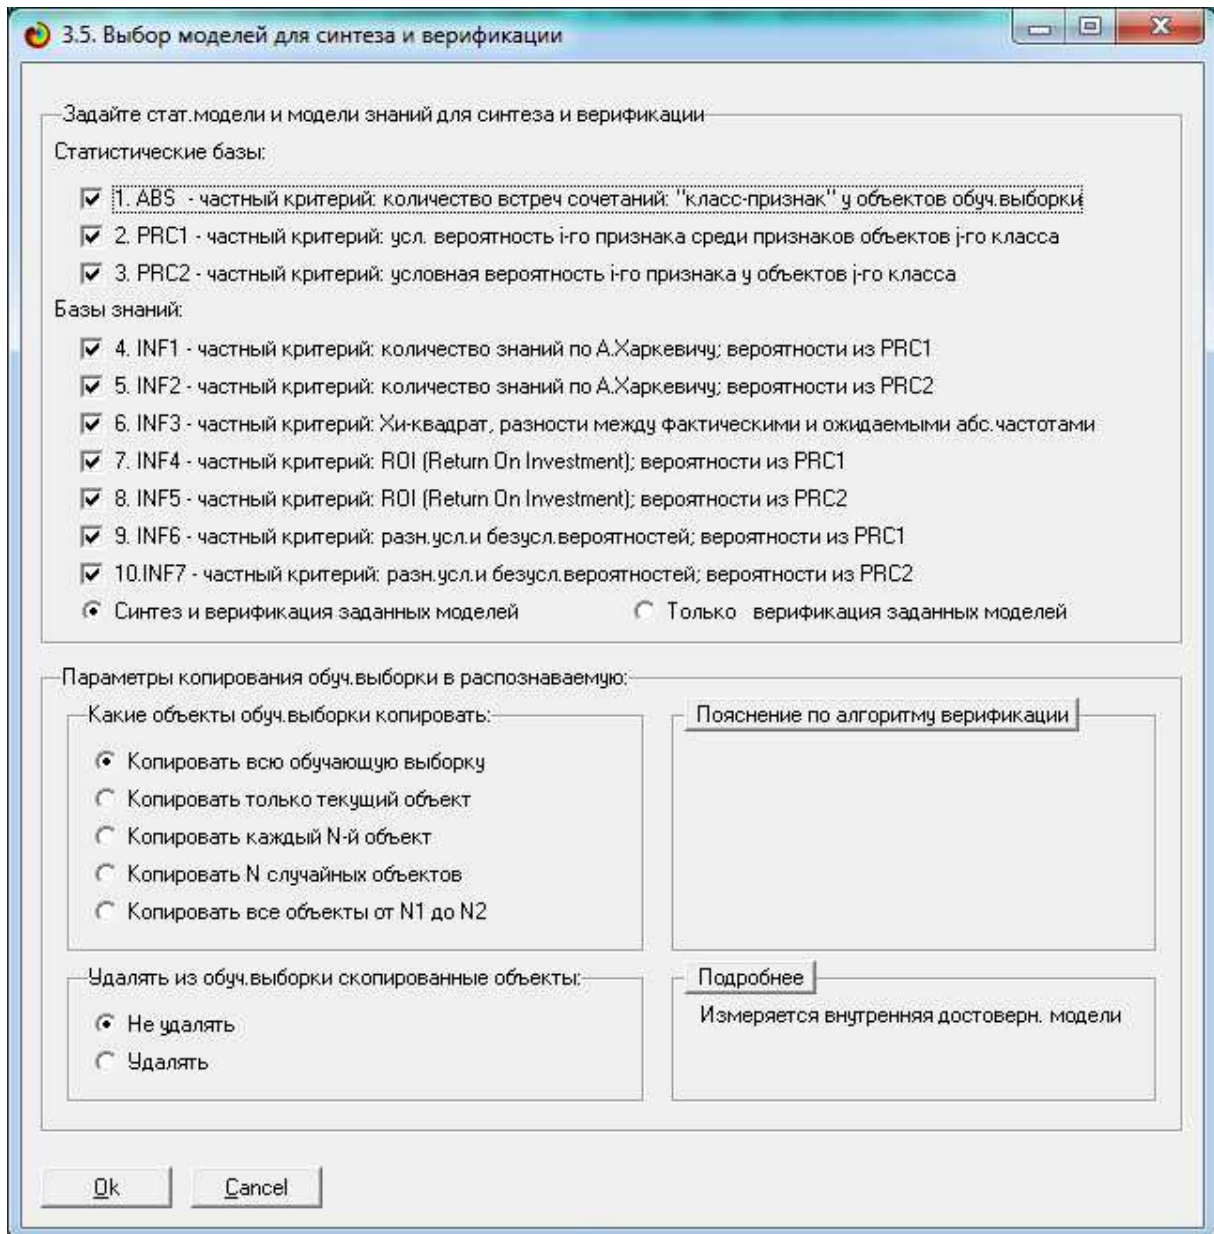 3.5. Выбор моделей для синтеза и верификации
Задайте стат.модели и модели знаний для синтеза и верификации
Статистические базы:
1. ABS - частный критерий: количество встреч сочетаний: "класс-признак" у объектов обуч.выборки
2. PRC1 - частный критерий: усл. вероятность i-го признака среди признаков объектов j-го класса
3. PRC2 - частный критерий: условная вероятность i-го признака у объектов j-го класса
Базы знаний:
4. INF1 - частный критерий: количество знаний по А.Харкевичу; вероятности из PRC1
5. INF2 - частный критерий: количество знаний по А.Харкевичу; вероятности из PRC2
6. INF3 - частный критерий: Хи-квадрат, разности между фактическими и ожидаемыми абс.частотами
7. INF4 - частный критерий: ROI (Return On Investment); вероятности из PRC1
8. INF5 - частный критерий: ROI (Return On Investment); вероятности из PRC2
9. INF6 - частный критерий: разн.усл.и безусл.вероятностей; вероятности из PRC1
10.INF7 - частный критерий: разн.усл.и безусл.вероятностей; вероятности из PRC2
Синтез и верификация заданных моделей Только верификация заданных моделей
Параметры копирования обуч.выборки в распознаваемую:
Какие объекты обуч.выборки копировать: Пояснение по алгоритму верификации
Копировать всю обучающую выборку
Копировать только текущий объект
Копировать каждый N-й объект
Копировать N случайных объектов
Копировать все объекты от N1 до N2
Удалять из обуч.выборки скопированные объекты: Подробнее
Не удалять Измеряется внутренняя достоверн. модели
Удалять
Ok Cancel